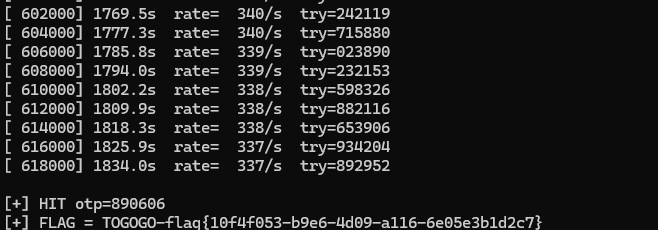 [ 602000] 1769.5s  rate=  340/s  try=242119
[ 604000] 1777.3s  rate=  340/s  try=715880
[ 606000] 1785.8s  rate=  339/s  try=023890
[ 608000] 1794.0s  rate=  339/s  try=232153
[ 610000] 1802.2s  rate=  338/s  try=598326
[ 612000] 1809.9s  rate=  338/s  try=882116
[ 614000] 1818.3s  rate=  338/s  try=653906
[ 616000] 1825.9s  rate=  337/s  try=934204
[ 618000] 1834.0s  rate=  337/s  try=892952
[+] HIT otp=890606
[+] FLAG = TOGOGO-flag{10f4f053-b9e6-4d09-a116-6e05e3b1d2c7}